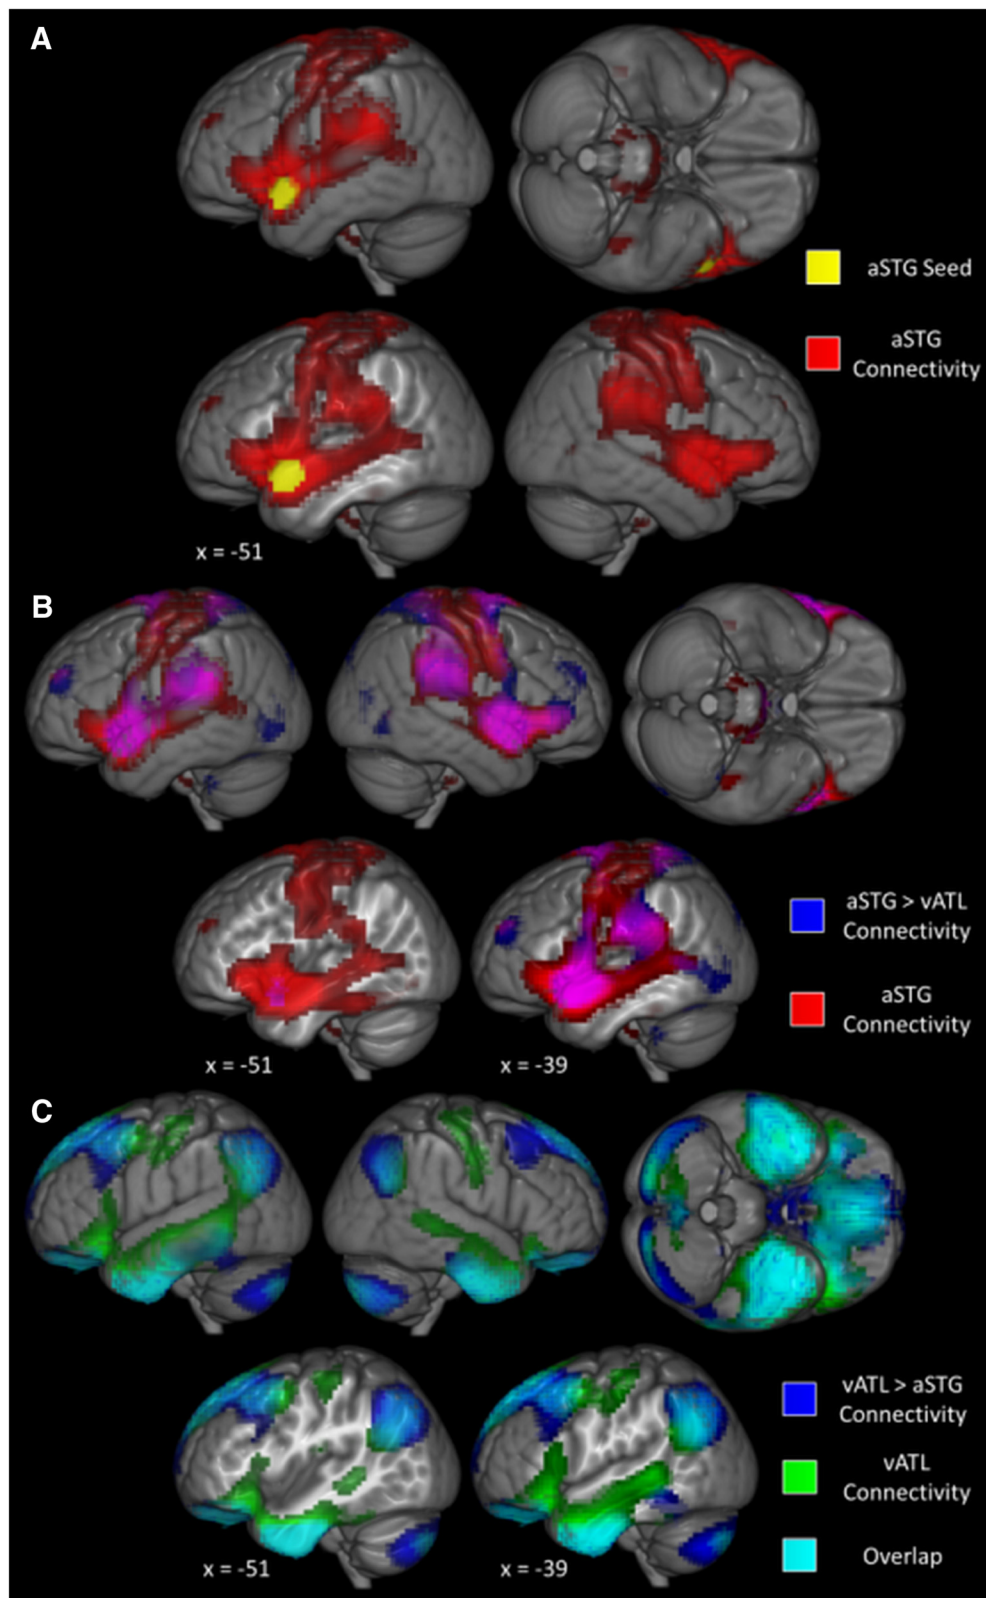 A
aSTG Seed
aSTG
Connectivity
x = -51
B
aSTG > vATL
Connectivity
aSTG
Connectivity
x = -51
x = -39
C
vATL > aSTG
Connectivity
vATL
Connectivity
Overlap
x = -51
x = -39